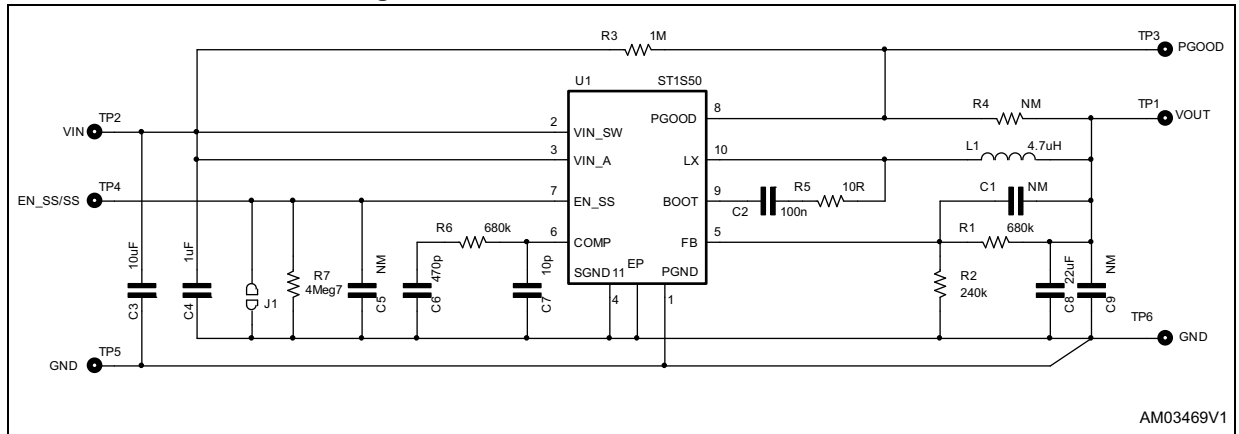 R3 1M
TP3
PGOOD
U1 ST1S50
TP2
VIN
2 VIN_SW
3 VIN_A
PGOOD 8
R4 NM
TP1
VOUT
LX 10
L1 4.7uH
TP4
EN_SS/SS
7 EN_SS
BOOT 9
C2 100n
R5 10R
C1 NM
R6 680k
6 COMP
FB 5
R1 680k
10uF
C3
1uF
C4
J1
R7
4Meg7
NM
C5
470p
C6
10p
C7
SGND 11 EP PGND
4 1
R2
240k
22uF
C8
NM
C9
TP6
GND
TP5
GND
AM03469V1